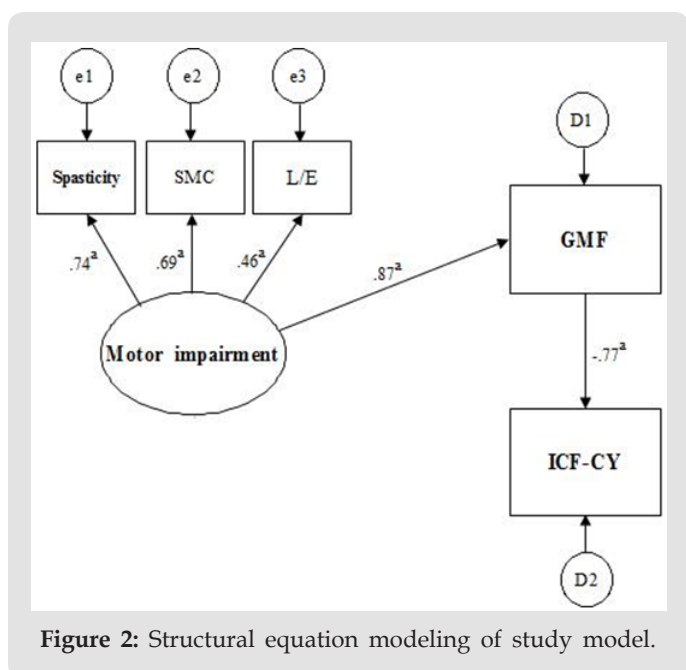 e1 e2 e3
D1
Spasticity SMC L/E
GMF
.74ª .69ª .46ª .87ª
-.77ª
Motor impairment
ICF-CY
D2
Figure 2: Structural equation modeling of study model.